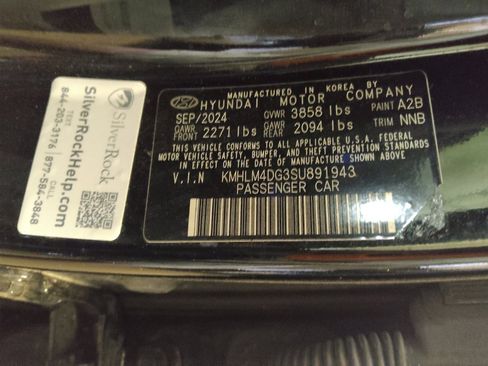 SilverRock
SilverRockHelp.com
TEXT
844-203-3176 | 877-584-3848
MANUFACTURED IN KOREA BY
HYUNDAI MOTOR COMPANY
SEP/2024 GVWR 3858 lbs PAINT A2B
GAWR FRONT 2271 lbs GAWR REAR 2094 lbs TRIM NNB
THIS VEHICLE CONFORMS TO ALL APPLICABLE U.S.A. FEDERAL
MOTOR VEHICLE SAFETY, BUMPER, AND THEFT PREVENTION STANDARDS
IN EFFECT ON THE DATE OF MANUFACTURE SHOWN ABOVE.
V.I.N KMHLM4DG3SU891943
PASSENGER CAR